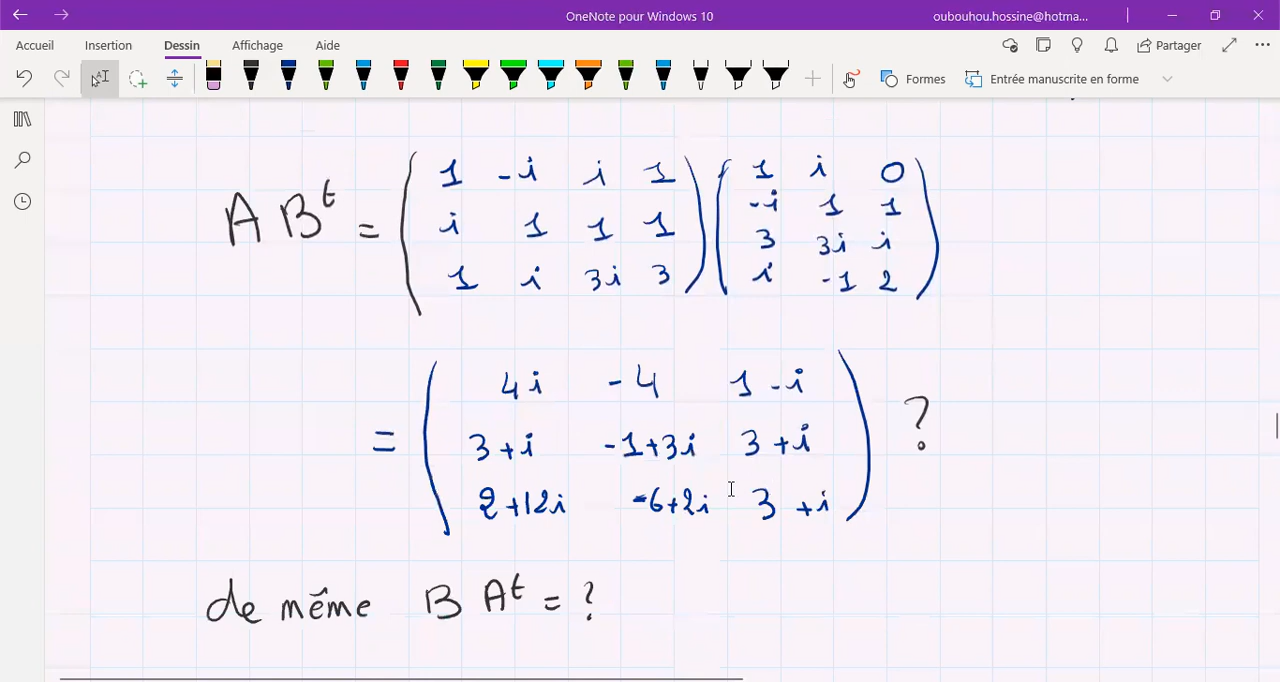 OneNote pour Windows 10
oubouhou.hossine@hotma...
Accueil Insertion Dessin Affichage Aide
Partager
Formes Entrée manuscrite en forme
1 -i i 1 1 i 0
A Bᵗ = i 1 1 1 -i 1 1
3 3i i
1 i 3i 3 i -1 2
4i -4 1-i
= 3+i -1+3i 3+i ?
2+12i -6+2i 3+i
de même B Aᵗ = ?